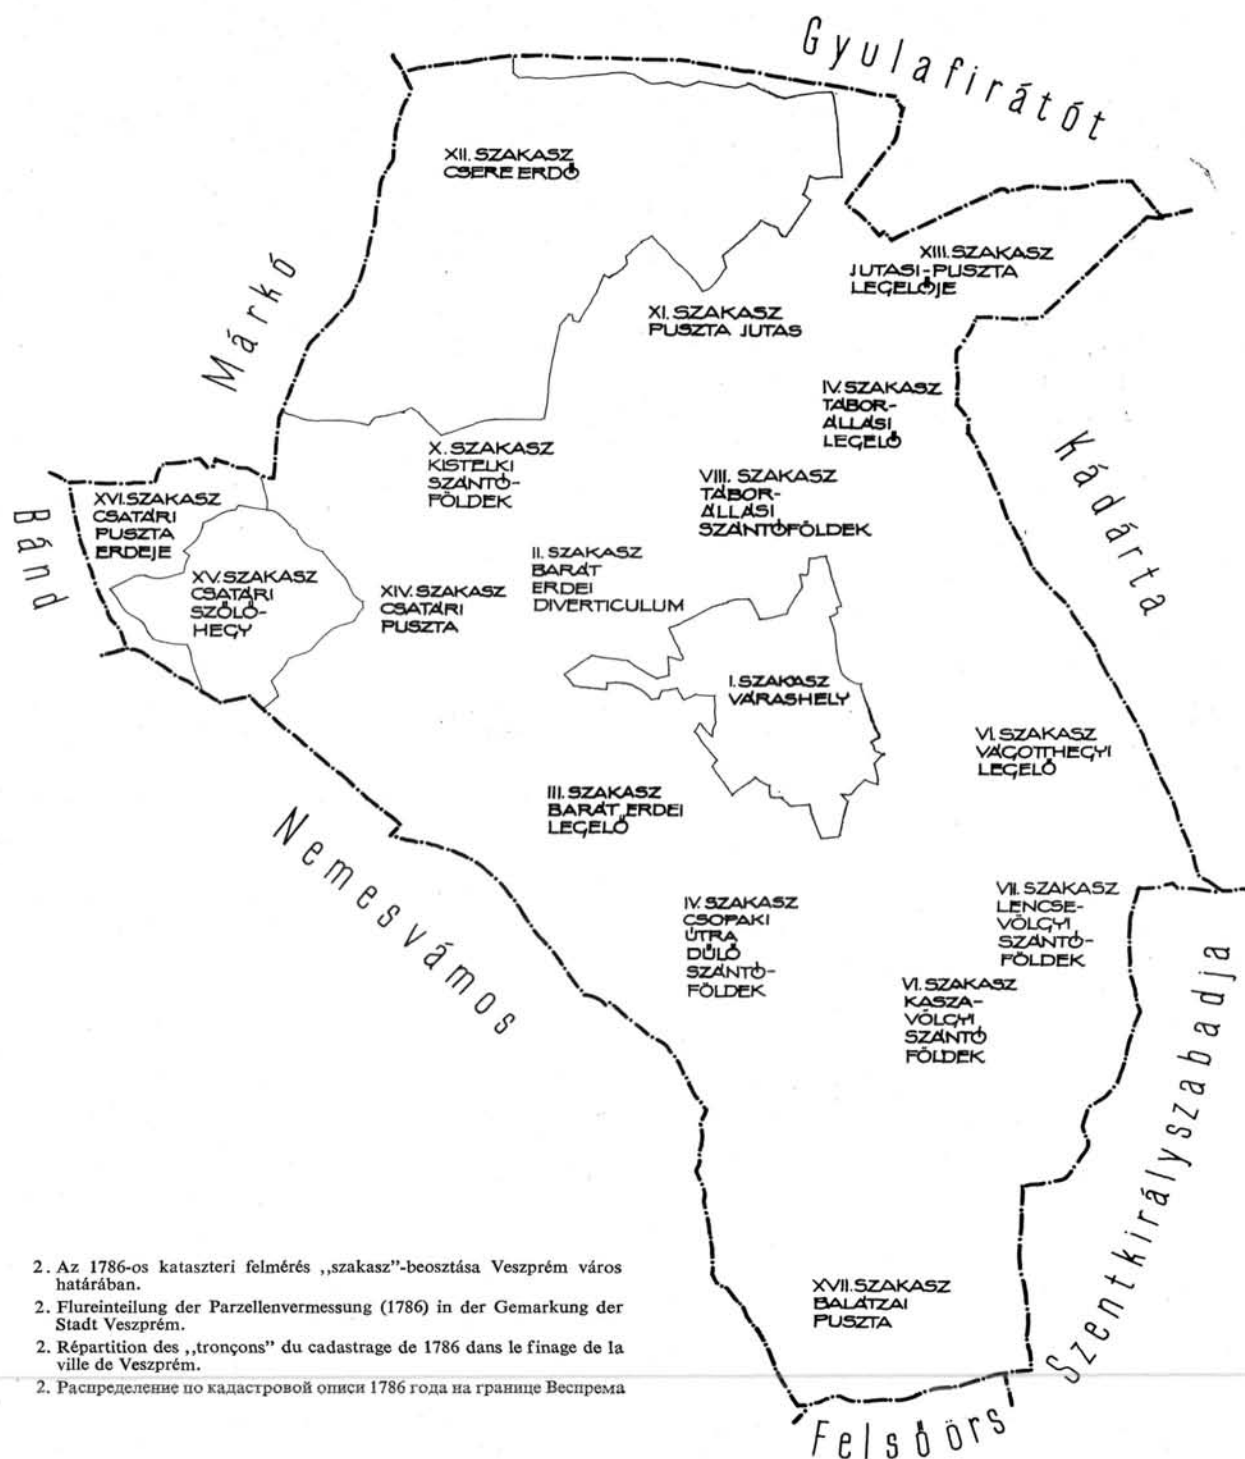 Gyulafirátót
XII. SZAKASZ
CSERE ERDŐ
XIII. SZAKASZ
JUTASI-PUSZTA
LEGELŐJE
Márkó
XI. SZAKASZ
PUSZTA JUTAS
IV. SZAKASZ
TÁBOR-
ÁLLÁSI
LEGELŐ
X. SZAKASZ
KISTELKI
SZÁNTÓ-
FÖLDEK
VIII. SZAKASZ
TÁBOR-
ÁLLÁSI
SZÁNTÓFÖLDEK
Kádárta
Bánd
XVI. SZAKASZ
CSATÁRI
PUSZTA
ERDEJE
XV. SZAKASZ
CSATÁRI
SZŐLŐ-
HEGY
XIV. SZAKASZ
CSATÁRI
PUSZTA
II. SZAKASZ
BARÁT
ERDEI
DIVERTICULUM
I. SZAKASZ
VÁRASHELY
VI. SZAKASZ
VÁGOTTHEGYI
LEGELŐ
III. SZAKASZ
BARÁT ERDEI
LEGELŐ
Nemesvámos
IV. SZAKASZ
CSOPAKI
ÚTRA
DŰLŐ
SZÁNTÓ-
FÖLDEK
VII. SZAKASZ
LENCSE-
VÖLGYI
SZÁNTÓ-
FÖLDEK
VI. SZAKASZ
KASZA-
VÖLGYI
SZÁNTÓ
FÖLDEK
Szentkirályszabadja
XVII. SZAKASZ
BALÁTZAI
PUSZTA
Felsőörs
2. Az 1786-os kataszteri felmérés „szakasz”-beosztása Veszprém város
határában.
2. Flureinteilung der Parzellenvermessung (1786) in der Gemarkung der
Stadt Veszprém.
2. Répartition des „tronçons” du cadastrage de 1786 dans le finage de la
ville de Veszprém.
2. Распределение по кадастровой описи 1786 года на границе Веспрема